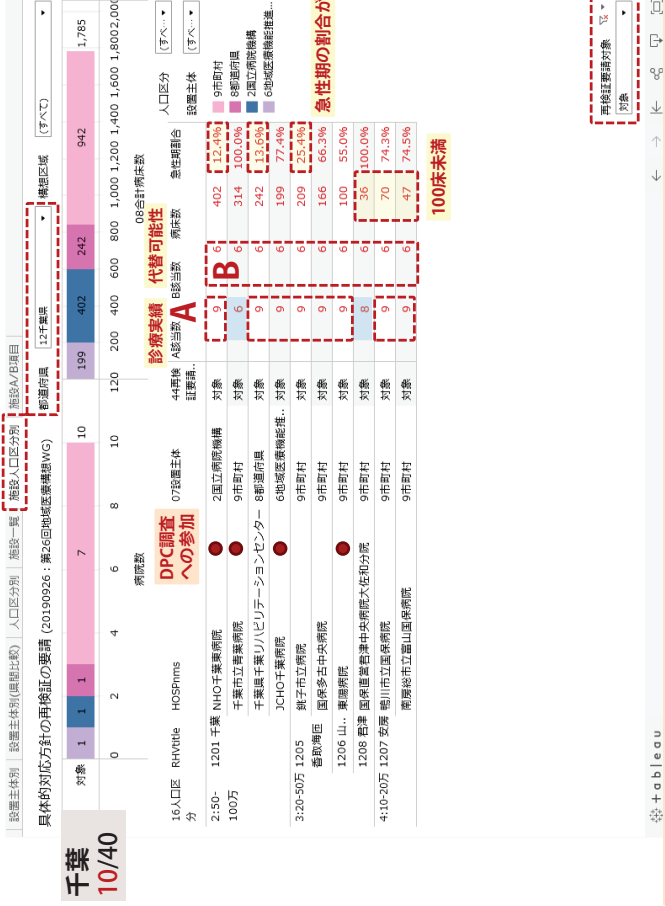 設置主体別 設置主体別(県間比較) 人口区分別 施設一覧 施設人口区分別 施設A/B項目
具体的対応方針の再検証の要請 (20190926:第26回地域医療構想WG)
都道府県 12千葉県
構想区域 (すべて)
千葉
10/40
対象 1 1 1 7 10
199 402 242 942 1,785
0 2 4 6 8 10 12
病院数
0 200 400 600 800 1,000 1,200 1,400 1,600 1,800 2,000
08合計病床数
DPC調査
への参加
診療実績
A
代替可能性
B
急性期の割合が
16人口区分 RHVtitle HOSPnms 07設置主体 44再検証要請.. A該当数 B該当数 病床数 急性期割合
2:50-100万 1201 千葉 NHO千葉東病院 2国立病院機構 対象 9 6 402 12.4%
千葉市立青葉病院 9市町村 対象 6 6 314 100.0%
千葉県千葉リハビリテーションセンター 8都道府県 対象 9 6 242 13.6%
JCHO千葉病院 6地域医療機能推.. 対象 9 6 199 77.4%
3:20-50万 1205 香取海匝 銚子市立病院 9市町村 対象 9 6 209 25.4%
国保多古中央病院 9市町村 対象 9 6 166 66.3%
1206 山.. 東陽病院 9市町村 対象 9 6 100 55.0%
1208 君津 国保直営君津中央病院大佐和分院 9市町村 対象 8 6 36 100.0%
4:10-20万 1207 安房 鴨川市立国保病院 9市町村 対象 9 6 70 74.3%
南房総市立富山国保病院 9市町村 対象 9 6 47 74.5%
100床未満
人口区分 (すべ…
設置主体 (すべ…
9市町村
8都道府県
2国立病院機構
6地域医療機能推進...
再検証要請対象
対象
+ a b l e a u